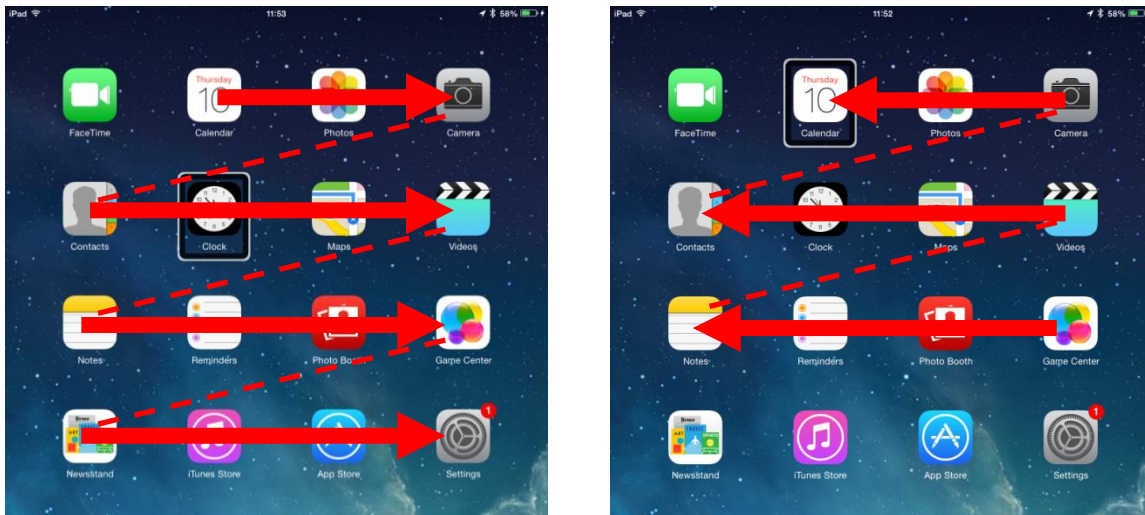 iPad 11:53 58%
Thursday
10
FaceTime Calendar Photos Camera
Contacts Clock Maps Videos
Notes Reminders Photo Booth Game Center
1
Newsstand iTunes Store App Store Settings
iPad 11:52 58%
Thursday
10
FaceTime Calendar Photos Camera
Contacts Clock Maps Videos
Notes Reminders Photo Booth Game Center
1
Newsstand iTunes Store App Store Settings